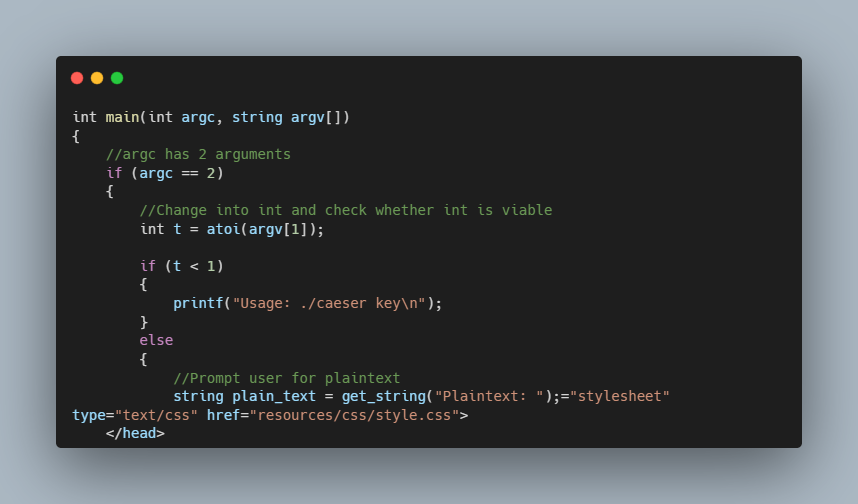 int main(int argc, string argv[])
{
    //argc has 2 arguments
    if (argc == 2)
    {
        //Change into int and check whether int is viable
        int t = atoi(argv[1]);

        if (t < 1)
        {
            printf("Usage: ./caeser key\n");
        }
        else
        {
            //Prompt user for plaintext
            string plain_text = get_string("Plaintext: ");="stylesheet"
type="text/css" href="resources/css/style.css">
    </head>